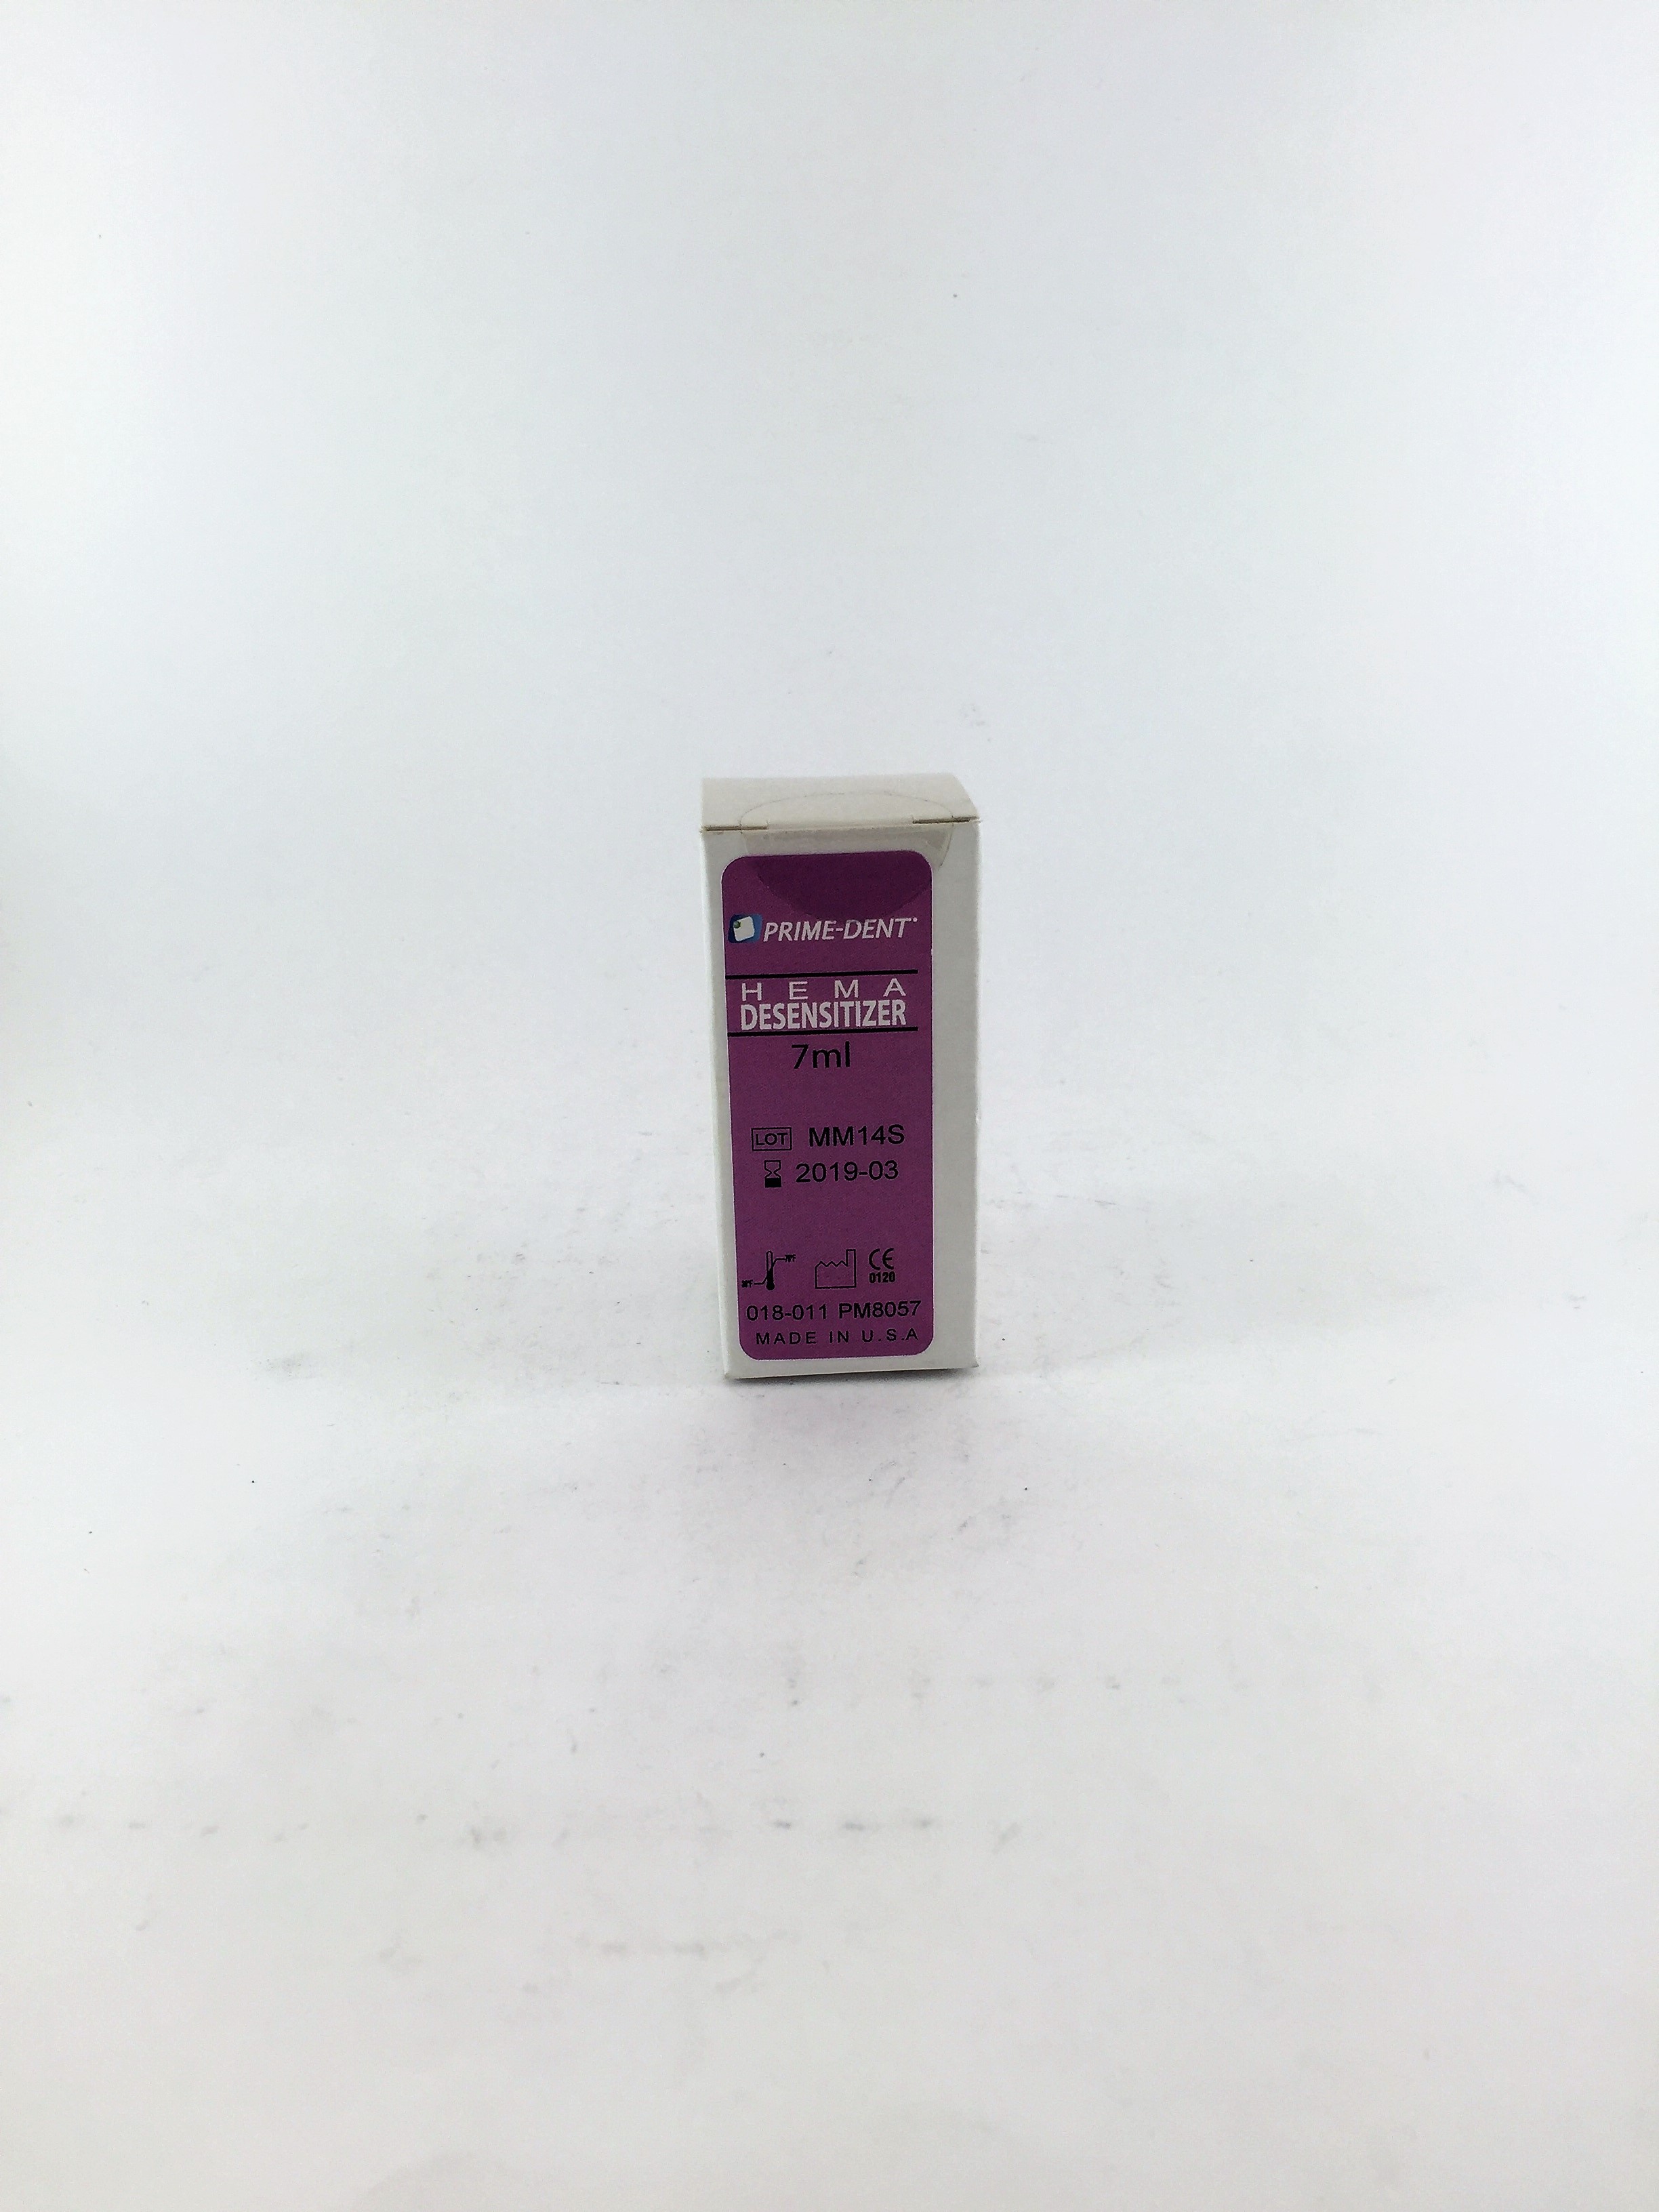 PRIME-DENT
HEMA
DESENSITIZER
7ml
LOT MM14S
2019-03
CE
0120
018-011 PM8057
MADE IN U.S.A